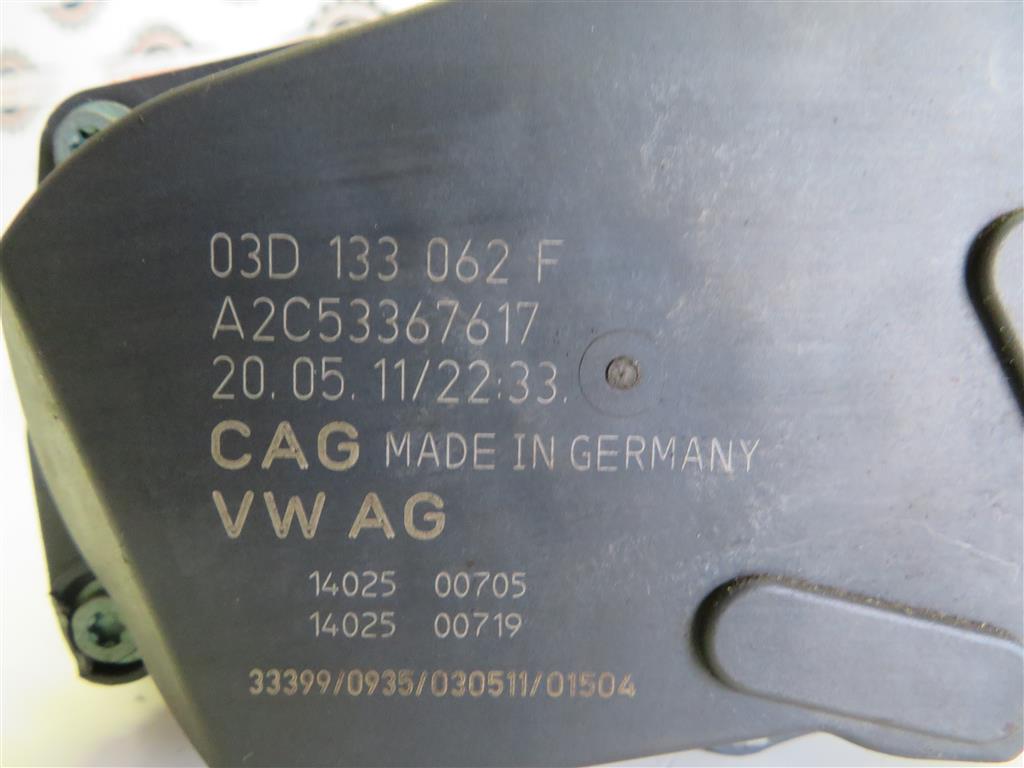 03D 133 062 F
A2C53367617
20.05.11/22:33.
CAG MADE IN GERMANY
VW AG
14025 00705
14025 00719
33399/0935/030511/01504